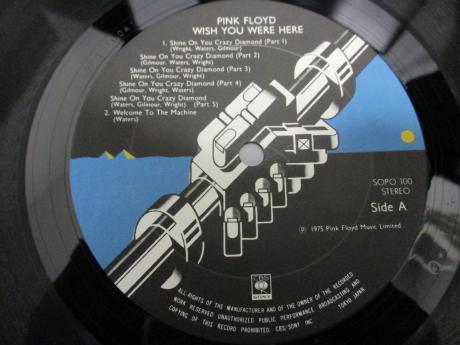 PINK FLOYD
WISH YOU WERE HERE
1. Shine On You Crazy Diamond (Part 1)
(Gilmour, Waters, Wright)
Shine On You Crazy Diamond (Part 2)
(Gilmour, Waters, Wright)
Shine On You Crazy Diamond (Part 3)
(Waters, Gilmour, Wright)
Shine On You Crazy Diamond (Part 4)
(Gilmour, Wright, Waters)
Shine On You Crazy Diamond
(Waters, Gilmour, Wright) (Part 5)
2. Welcome To The Machine
(Waters)
SOPO 100
STEREO
Side A
℗ 1975 Pink Floyd Music Limited
CBS
SONY
ALL RIGHTS OF THE MANUFACTURER AND OF THE OWNER OF THE RECORDED
WORK RESERVED UNAUTHORIZED PUBLIC PERFORMANCE BROADCASTING AND
COPYING OF THIS RECORD PROHIBITED. CBS/SONY INC. TOKYO JAPAN